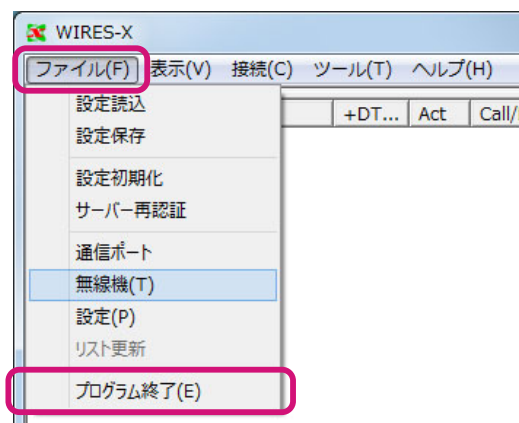 WIRES-X
ファイル(F) 表示(V) 接続(C) ツール(T) ヘルプ(H)
+DT... Act Call/
設定読込
設定保存
設定初期化
サーバー再認証
通信ポート
無線機(T)
設定(P)
リスト更新
プログラム終了(E)